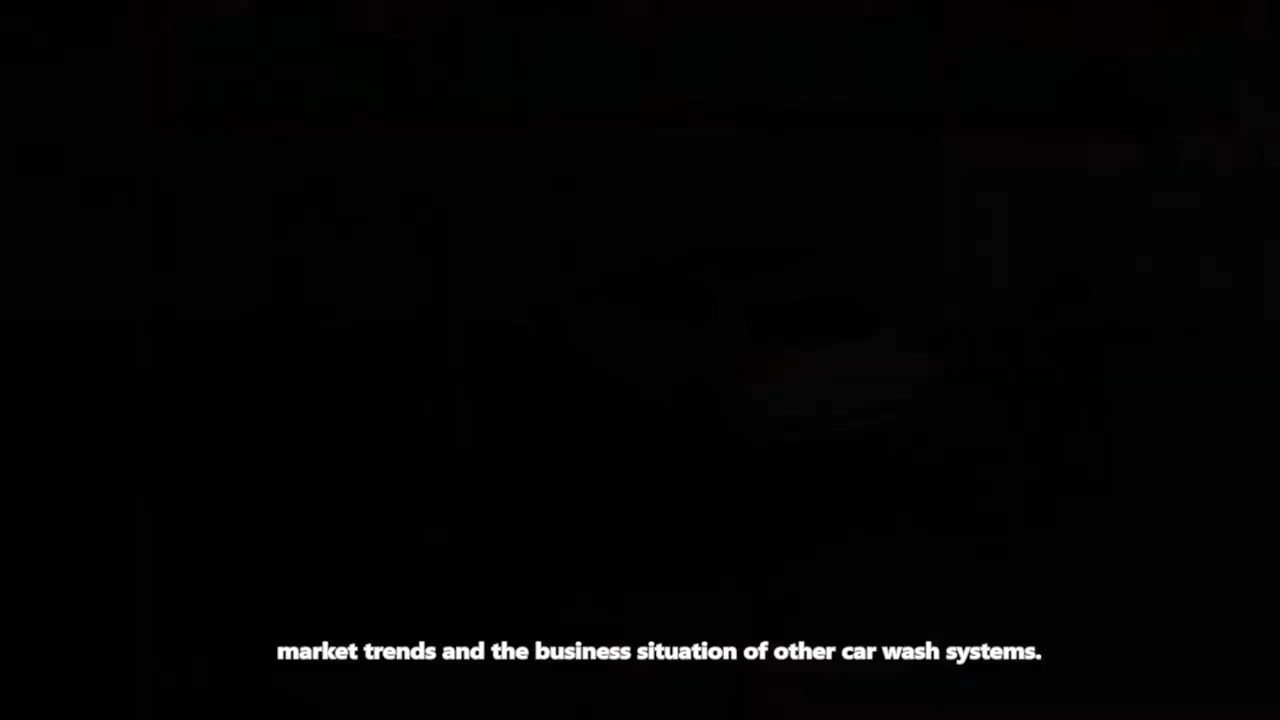 market trends and the business situation of other car wash systems.